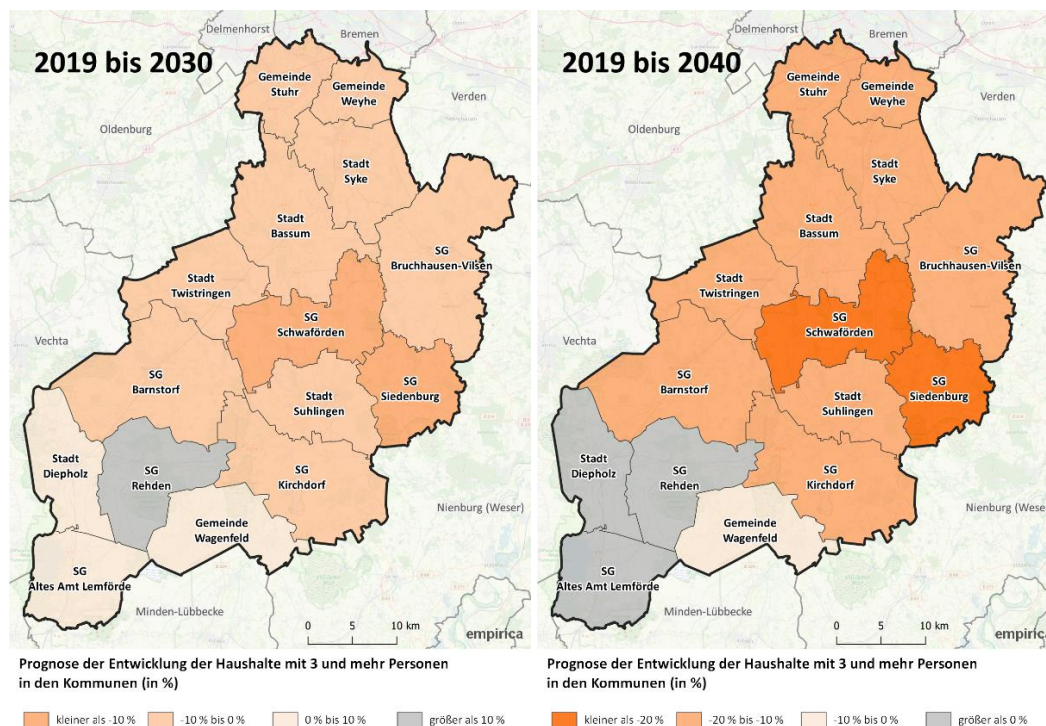 2019 bis 2030
Delmenhorst
Bremen
Gemeinde
Stuhr
Gemeinde
Weyhe
Verden
Oldenburg
Stadt
Syke
Stadt
Bassum
SG
Bruchhausen-Vilsen
Stadt
Twistringen
SG
Schwaförden
Vechta
SG
Barnstorf
SG
Siedenburg
Stadt
Suhlingen
Stadt
Diepholz
SG
Rehden
SG
Kirchdorf
Nienburg (Weser)
Gemeinde
Wagenfeld
SG
Altes Amt Lemförde
Minden-Lübbecke
0 5 10 km
empirica
Prognose der Entwicklung der Haushalte mit 3 und mehr Personen
in den Kommunen (in %)
kleiner als -10 % -10 % bis 0 % 0 % bis 10 % größer als 10 %
2019 bis 2040
Delmenhorst
Bremen
Gemeinde
Stuhr
Gemeinde
Weyhe
Verden
Oldenburg
Stadt
Syke
Stadt
Bassum
SG
Bruchhausen-Vilsen
Stadt
Twistringen
SG
Schwaförden
Vechta
SG
Barnstorf
SG
Siedenburg
Stadt
Suhlingen
Stadt
Diepholz
SG
Rehden
SG
Kirchdorf
Nienburg (Wese
Gemeinde
Wagenfeld
SG
Altes Amt Lemförde
Minden-Lübbecke
0 5 10 km
empirica
Prognose der Entwicklung der Haushalte mit 3 und mehr Personen
in den Kommunen (in %)
kleiner als -20 % -20 % bis -10 % -10 % bis 0 % größer als 0 %